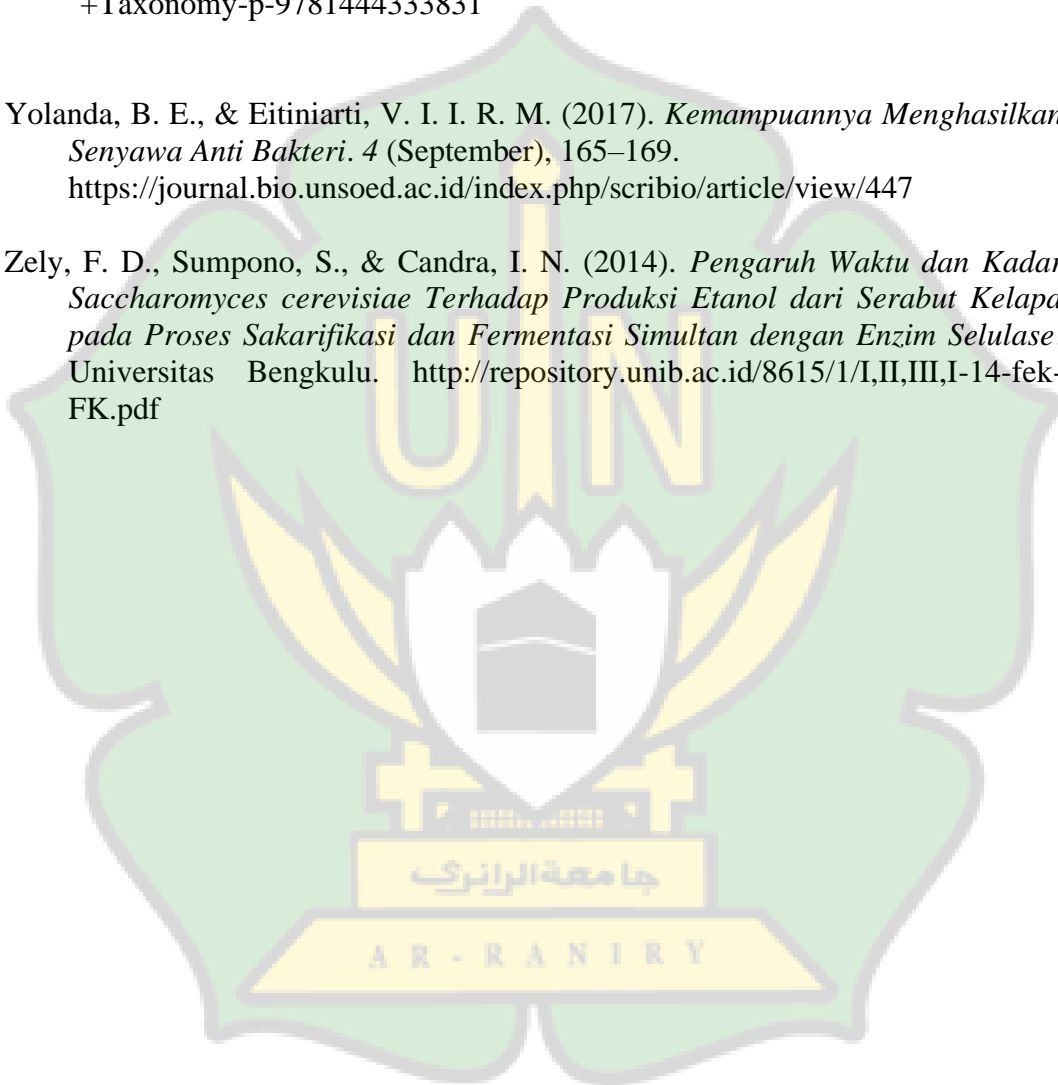 +Taxonomy-p-9781444333831
Yolanda, B. E., & Eitiniarti, V. I. I. R. M. (2017). Kemampuannya Menghasilkan
Senyawa Anti Bakteri. 4 (September), 165–169.
https://journal.bio.unsoed.ac.id/index.php/scribio/article/view/447
Zely, F. D., Sumpono, S., & Candra, I. N. (2014). Pengaruh Waktu dan Kadar
Saccharomyces cerevisiae Terhadap Produksi Etanol dari Serabut Kelapa
pada Proses Sakarifikasi dan Fermentasi Simultan dengan Enzim Selulase.
Universitas Bengkulu. http://repository.unib.ac.id/8615/1/I,II,III,I-14-fek-
FK.pdf
UIN
جامعة الرانري
AR-RANIRY